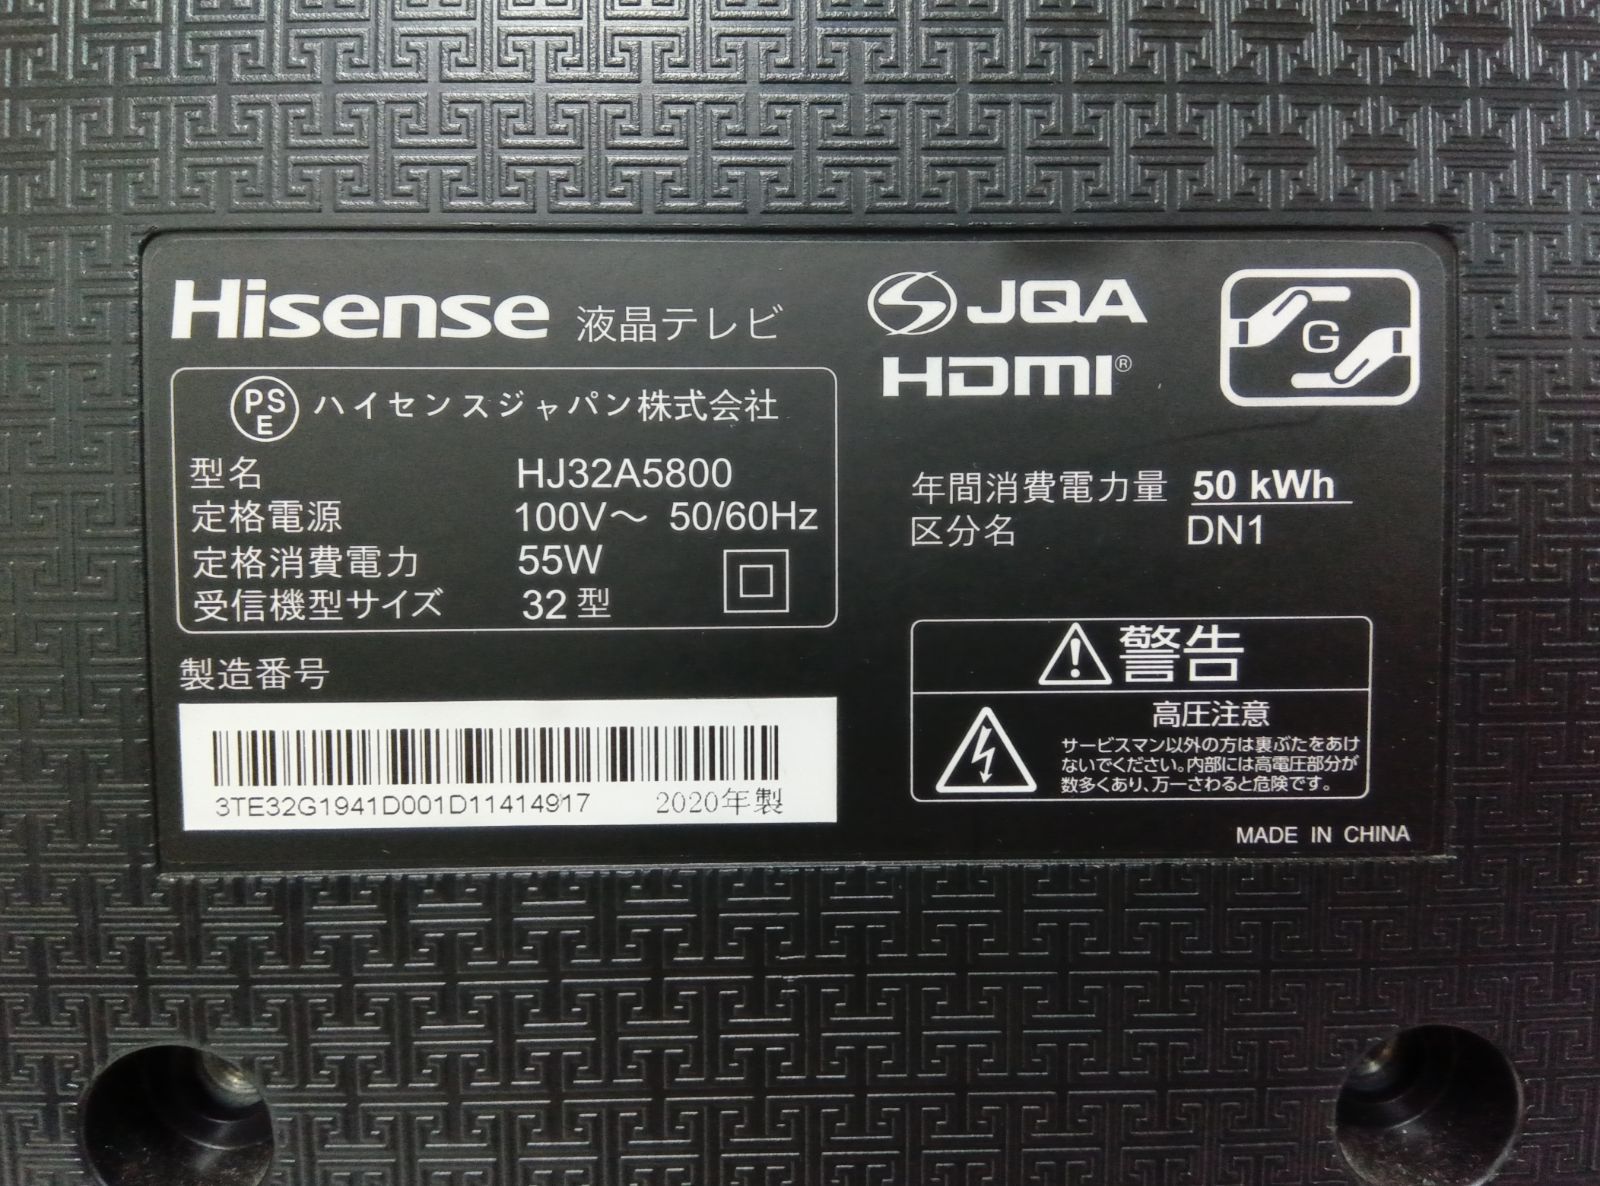 Hisense 液晶テレビ
PSE ハイセンスジャパン株式会社
型名 HJ32A5800
定格電源 100V～ 50/60Hz
定格消費電力 55W
受信機型サイズ 32型
製造番号
3TE32G1941D001D11414917 2020年製
S JQA
HDMI®
G
年間消費電力量 50 kWh
区分名 DN1
警告
高圧注意
サービスマン以外の方は裏ぶたをあけ
ないでください。内部には高電圧部分が
数多くあり、万一さわると危険です。
MADE IN CHINA